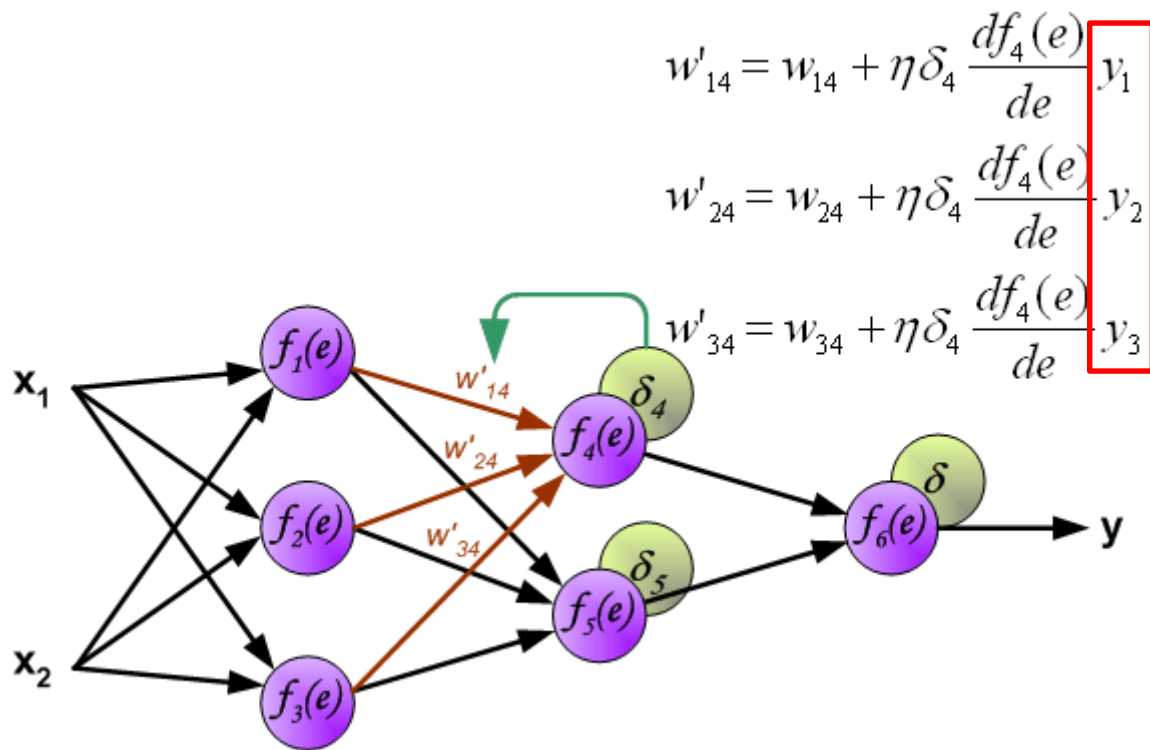 w'₁₄ = w₁₄ + ηδ₄ df₄(e)/de y₁
w'₂₄ = w₂₄ + ηδ₄ df₄(e)/de y₂
w'₃₄ = w₃₄ + ηδ₄ df₄(e)/de y₃
f₁(e)
x₁
w'₁₄
δ₄
f₄(e)
w'₂₄
δ
f₂(e)
f₆(e)
y
w'₃₄
δ₅
f₅(e)
x₂
f₃(e)